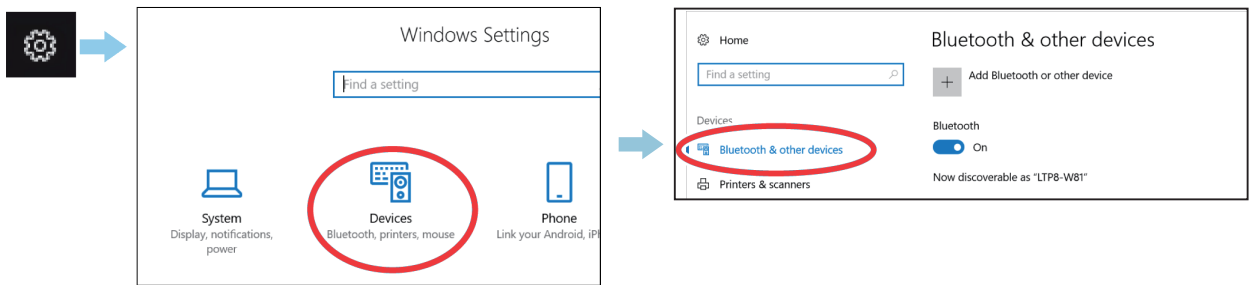 Windows Settings
Find a setting
System
Display, notifications,
power
Devices
Bluetooth, printers, mouse
Phone
Link your Android, iPh
Home
Find a setting
Devices
Bluetooth & other devices
Printers & scanners
Bluetooth & other devices
Add Bluetooth or other device
Bluetooth
On
Now discoverable as “LTP8-W81”